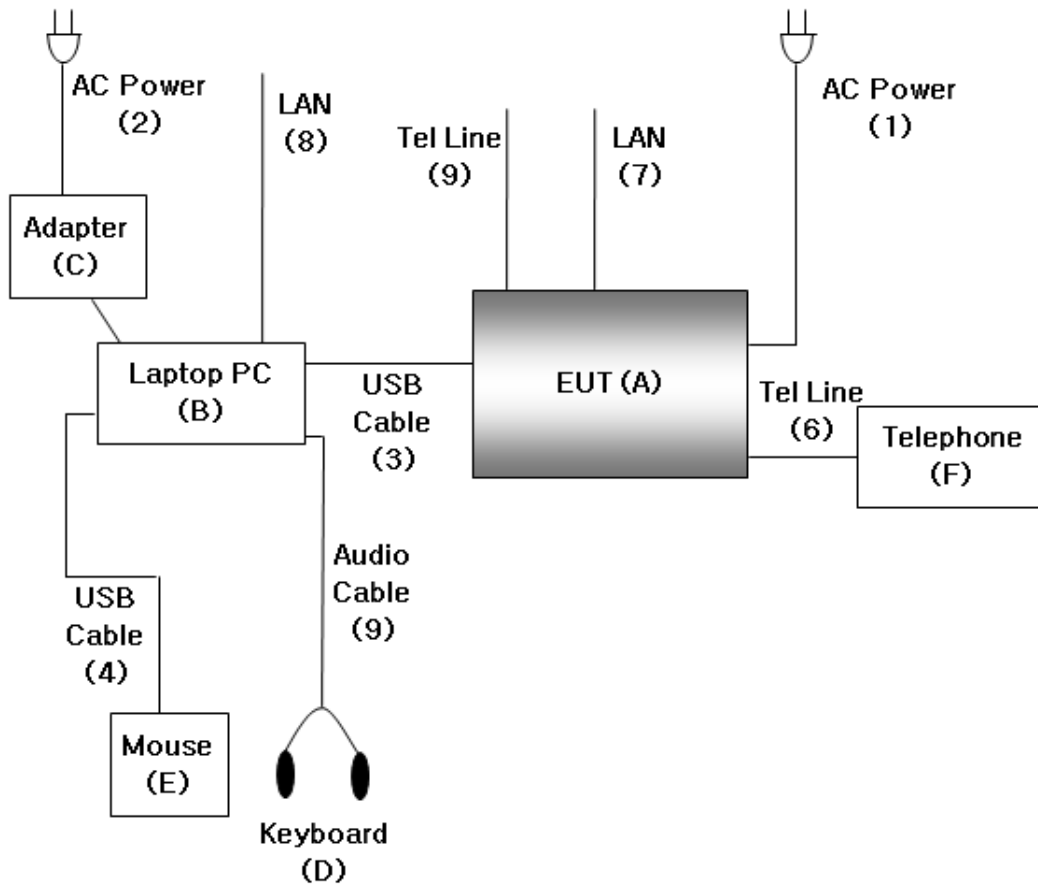 AC Power
(2)
LAN
(8)
Tel Line
(9)
LAN
(7)
AC Power
(1)
Adapter
(C)
Laptop PC
(B)
USB
Cable
(3)
EUT (A)
Tel Line
(6)
Telephone
(F)
Audio
Cable
(9)
USB
Cable
(4)
Mouse
(E)
Keyboard
(D)